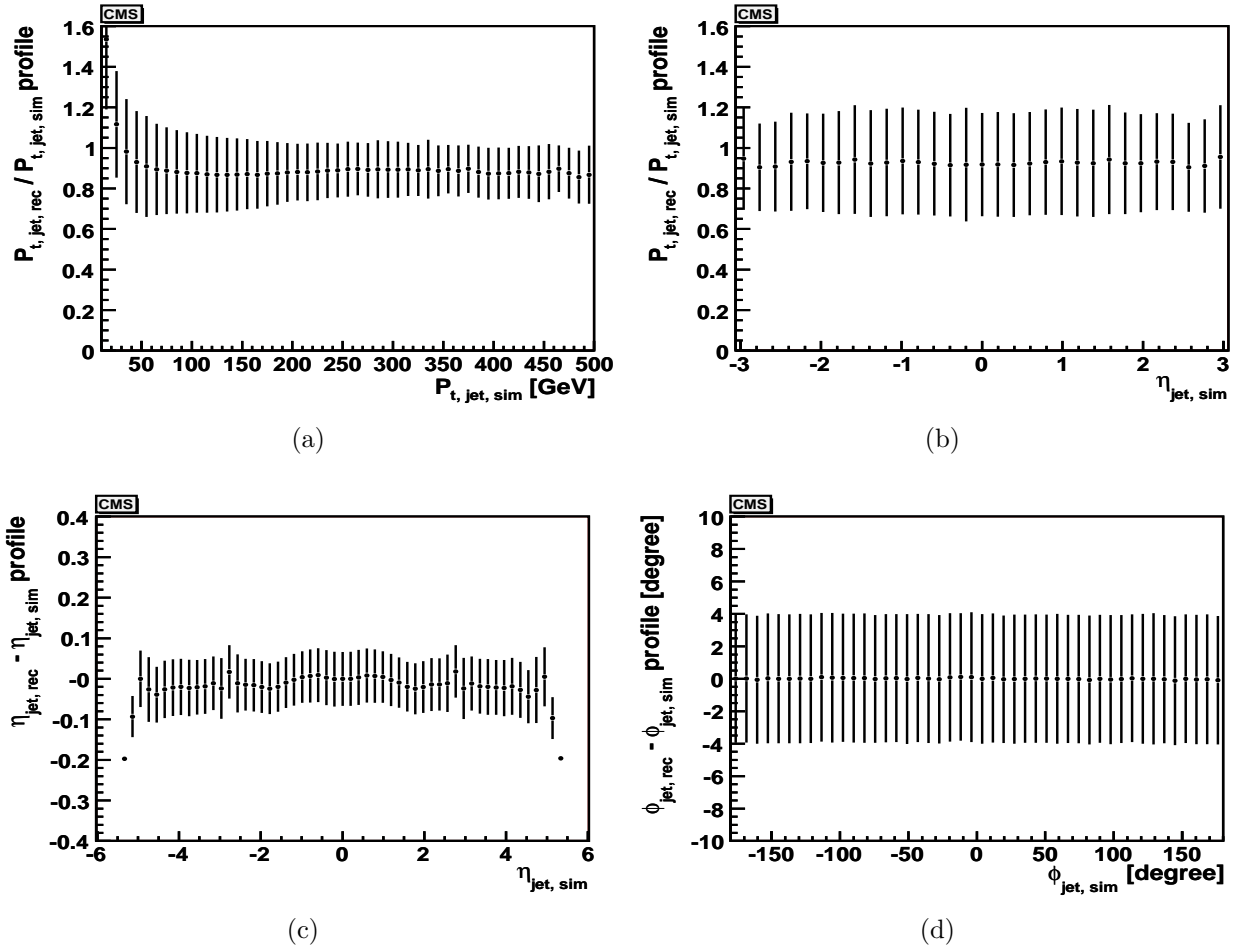 CMS
P_t, jet, rec / P_t, jet, sim profile
1.6
1.4
1.2
1
0.8
0.6
0.4
0.2
0
50 100 150 200 250 300 350 400 450 500
P_t, jet, sim [GeV]
(a)
CMS
P_t, jet, rec / P_t, jet, sim profile
1.6
1.4
1.2
1
0.8
0.6
0.4
0.2
0
-3 -2 -1 0 1 2 3
η_jet, sim
(b)
CMS
η_jet, rec - η_jet, sim profile
0.4
0.3
0.2
0.1
-0
-0.1
-0.2
-0.3
-0.4
-6 -4 -2 0 2 4 6
η_jet, sim
(c)
CMS
ϕ_jet, rec - ϕ_jet, sim profile [degree]
10
8
6
4
2
0
-2
-4
-6
-8
-10
-150 -100 -50 0 50 100 150
ϕ_jet, sim [degree]
(d)